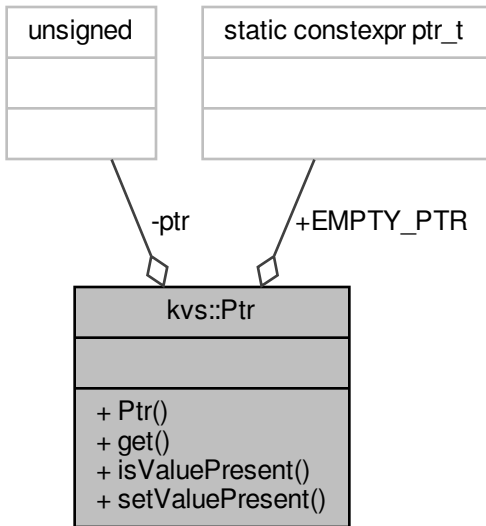 unsigned
static constexpr ptr_t
-ptr
+EMPTY_PTR
kvs::Ptr
+ Ptr()
+ get()
+ isValuePresent()
+ setValuePresent()